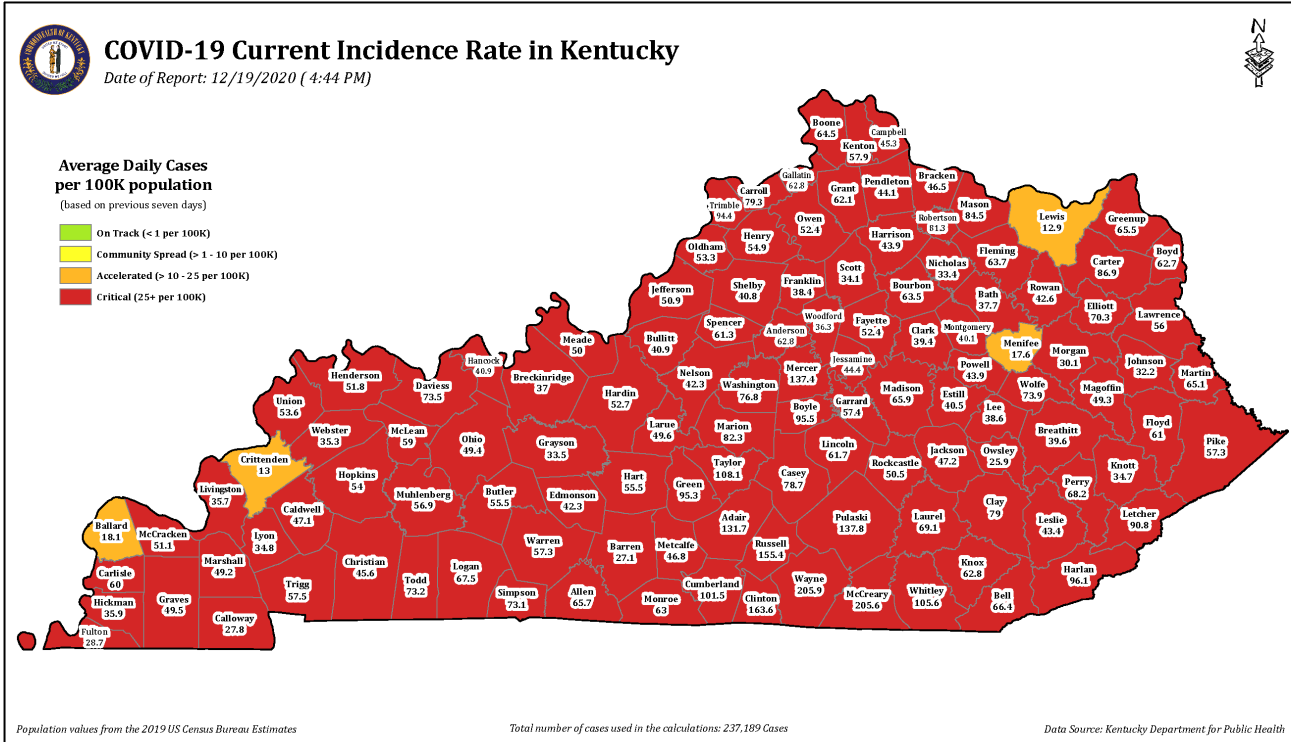 COVID-19 Current Incidence Rate in Kentucky
Date of Report: 12/19/2020 ( 4:44 PM)
N
Average Daily Cases
per 100K population
(based on previous seven days)
On Track (< 1 per 100K)
Community Spread (> 1 - 10 per 100K)
Accelerated (> 10 - 25 per 100K)
Critical (25+ per 100K)
Boone
64.5
Campbell
45.3
Kenton
57.9
Gallatin
62.8
Carroll
79.3
Trimble
94.4
Grant
62.1
Pendleton
44.1
Bracken
46.5
Mason
84.5
Robertson
81.3
Lewis
12.9
Greenup
65.5
Owen
52.4
Henry
54.9
Oldham
53.3
Harrison
43.9
Fleming
63.7
Boyd
62.7
Carter
86.9
Nicholas
33.4
Scott
34.1
Franklin
38.4
Shelby
40.8
Jefferson
50.9
Bourbon
63.5
Bath
37.7
Rowan
42.6
Elliott
70.3
Lawrence
56
Spencer
61.3
Anderson
62.8
Woodford
36.3
Fayette
52.4
Clark
39.4
Montgomery
40.1
Menifee
17.6
Morgan
30.1
Johnson
32.2
Martin
65.1
Meade
50
Bullitt
40.9
Hancock
40.9
Breckinridge
37
Henderson
51.8
Daviess
73.5
Union
53.6
Nelson
42.3
Washington
76.8
Mercer
137.4
Jessamine
44.4
Powell
43.9
Wolfe
73.9
Magoffin
49.3
Hardin
52.7
Boyle
95.5
Garrard
57.4
Madison
65.9
Estill
40.5
Lee
38.6
Floyd
61
Pike
57.3
Webster
35.3
McLean
59
Ohio
49.4
Grayson
33.5
Larue
49.6
Marion
82.3
Lincoln
61.7
Breathitt
39.6
Crittenden
13
Hopkins
54
Muhlenberg
56.9
Butler
55.5
Edmonson
42.3
Hart
55.5
Taylor
108.1
Green
95.3
Casey
78.7
Rockcastle
50.5
Jackson
47.2
Owsley
25.9
Knott
34.7
Perry
68.2
Livingston
35.7
Caldwell
47.1
Ballard
18.1
McCracken
51.1
Lyon
34.8
Adair
131.7
Pulaski
137.8
Laurel
69.1
Clay
79
Leslie
43.4
Letcher
90.8
Warren
57.3
Barren
27.1
Metcalfe
46.8
Russell
155.4
Marshall
49.2
Christian
45.6
Todd
73.2
Logan
67.5
Knox
62.8
Harlan
96.1
Carlisle
60
Trigg
57.5
Simpson
73.1
Allen
65.7
Monroe
63
Cumberland
101.5
Clinton
163.6
Wayne
205.9
McCreary
205.6
Whitley
105.6
Bell
66.4
Hickman
35.9
Graves
49.5
Calloway
27.8
Fulton
28.7
Population values from the 2019 US Census Bureau Estimates
Total number of cases used in the calculations: 237,189 Cases
Data Source: Kentucky Department for Public Health